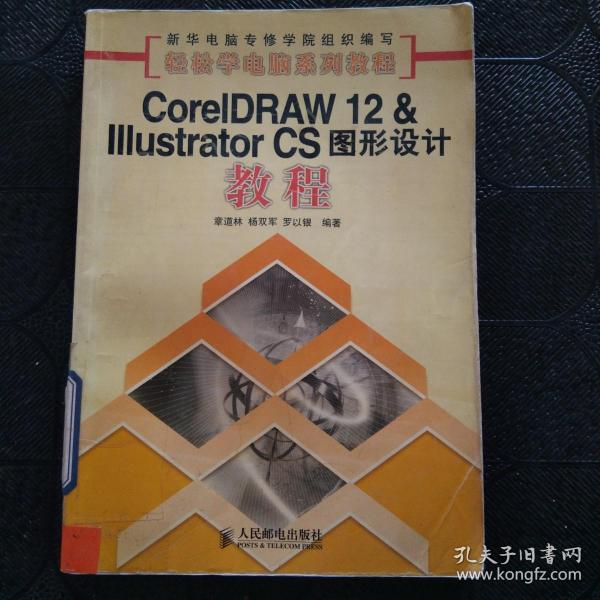 新华电脑专修学院组织编写
轻松学电脑系列教程
CorelDRAW 12 &
Illustrator CS 图形设计
教程
章道林 杨双军 罗以银 编著
人民邮电出版社
POSTS & TELECOM PRESS
孔夫子旧书网
www.kongfz.com